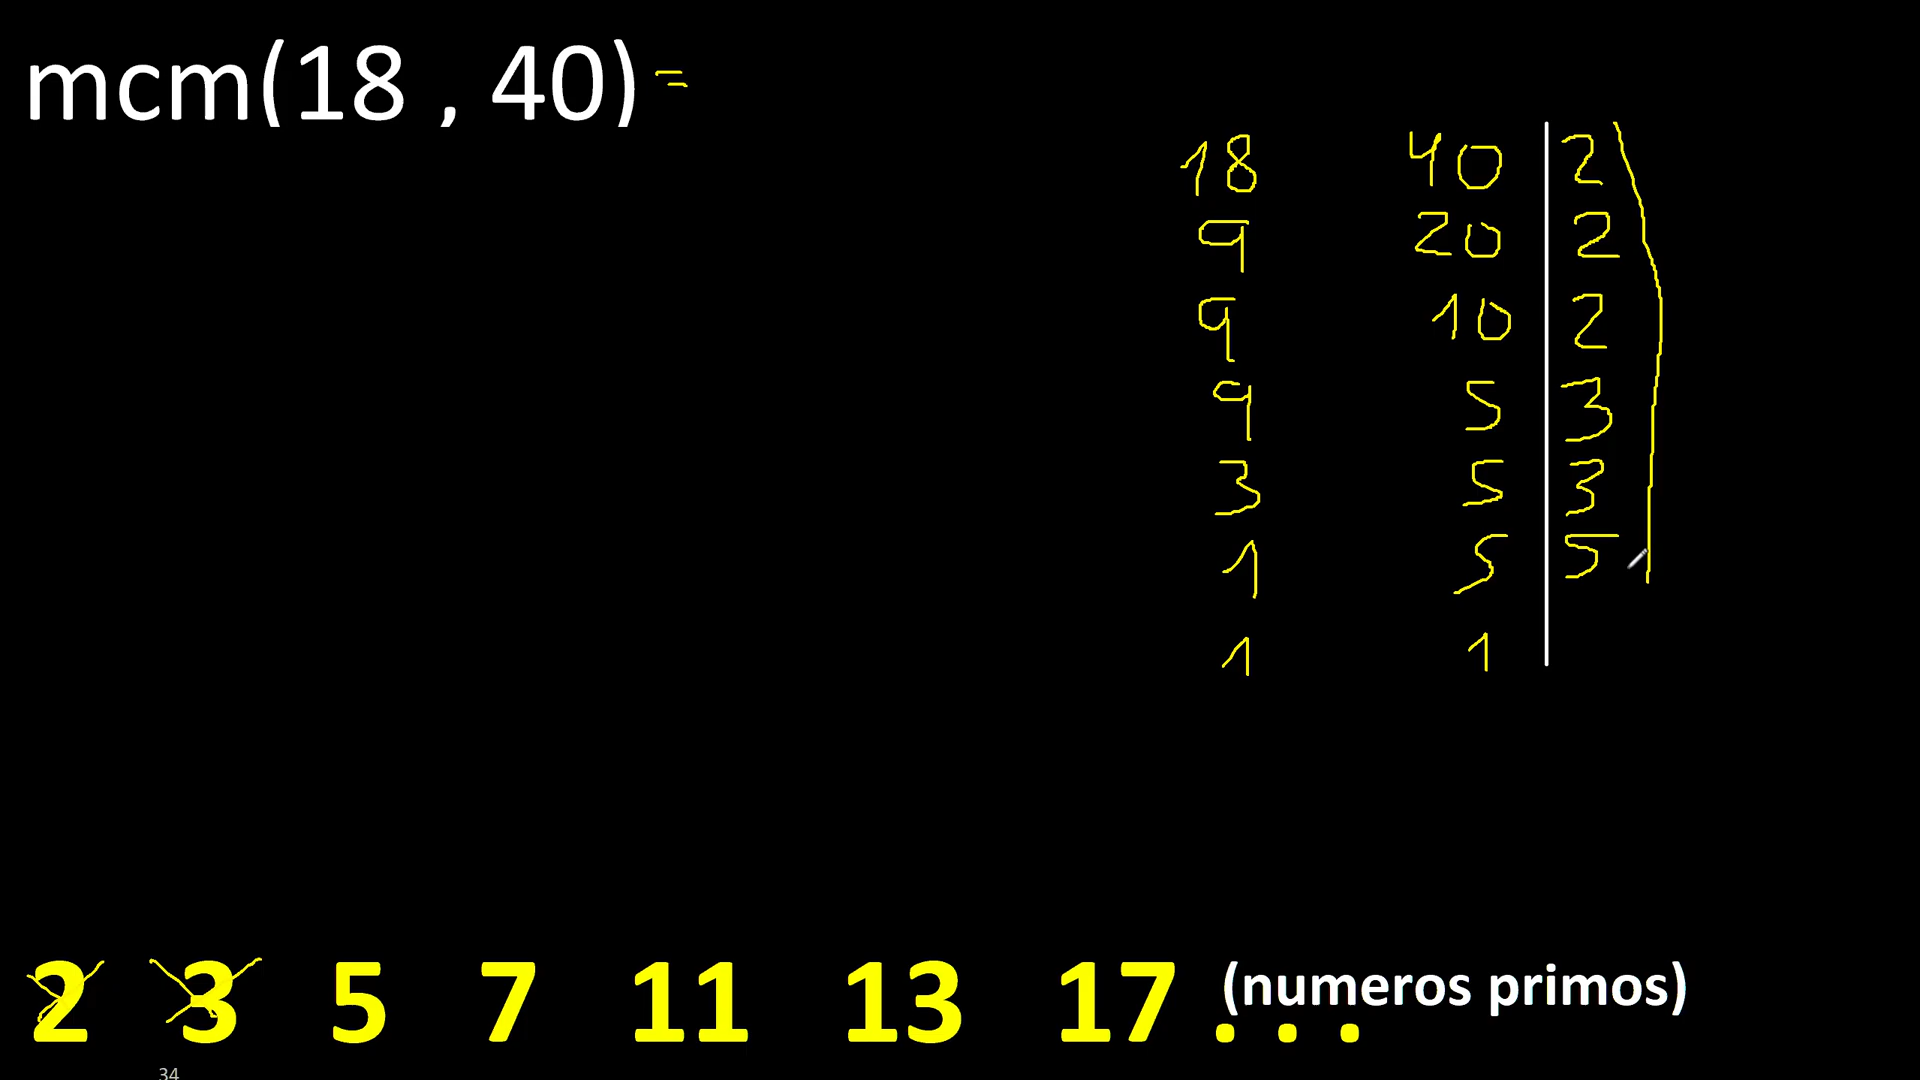 mcm(18 , 40) =
18 40 2
9 20 2
9 10 2
9 5 3
3 5 3
1 5 5
1 1
2 3 5 7 11 13 17 . . . (numeros primos)
34